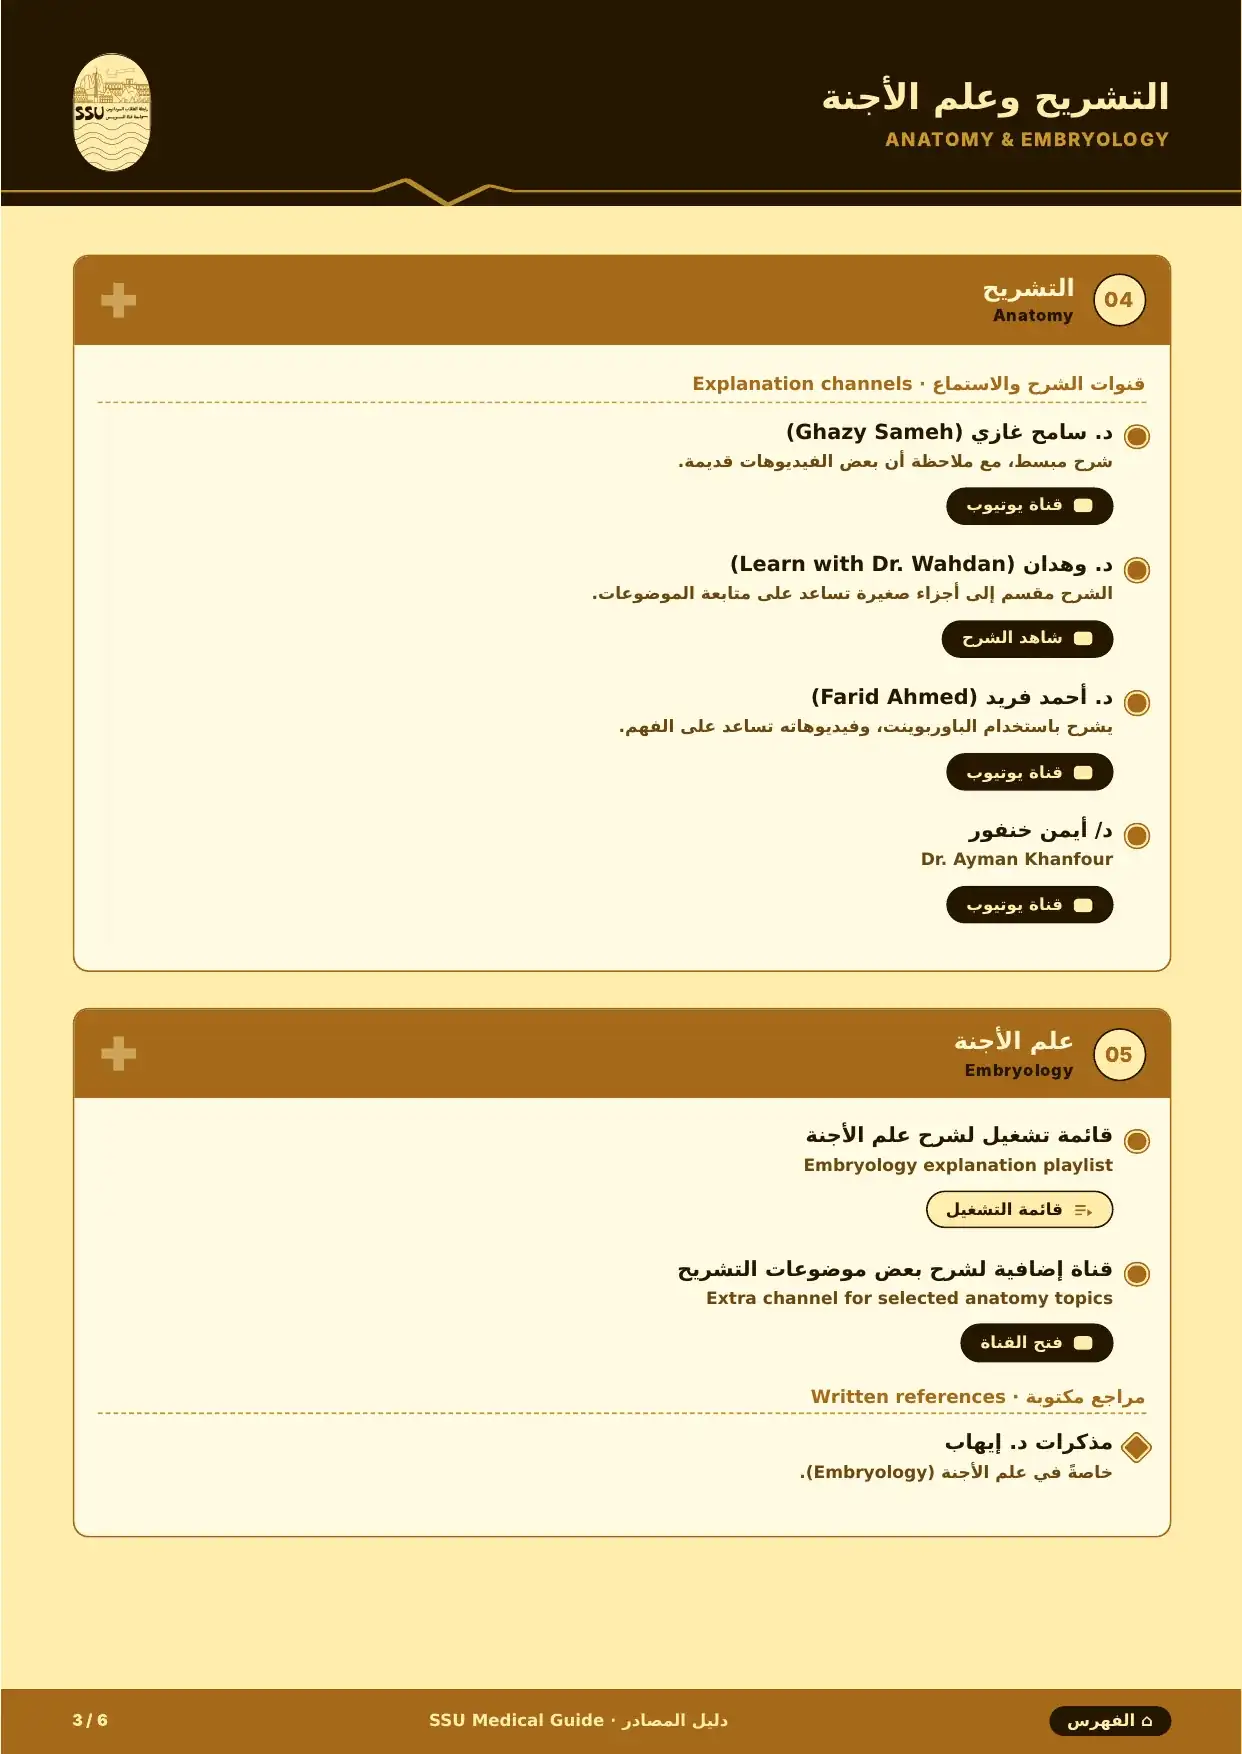 التشريح وعلم الأجنة
ANATOMY & EMBRYOLOGY
SSU
04
التشريح
Anatomy
قنوات الشرح والاستماع · Explanation channels
د. سامح غازي (Ghazy Sameh)
شرح مبسط، مع ملاحظة أن بعض الفيديوهات قديمة.
قناة يوتيوب
د. وهدان (Learn with Dr. Wahdan)
الشرح مقسم إلى أجزاء صغيرة تساعد على متابعة الموضوعات.
شاهد الشرح
د. أحمد فريد (Farid Ahmed)
يشرح باستخدام الباوربوينت، وفيديوهاته تساعد على الفهم.
قناة يوتيوب
د/ أيمن خنفور
Dr. Ayman Khanfour
قناة يوتيوب
05
علم الأجنة
Embryology
قائمة تشغيل لشرح علم الأجنة
Embryology explanation playlist
قائمة التشغيل
قناة إضافية لشرح بعض موضوعات التشريح
Extra channel for selected anatomy topics
فتح القناة
مراجع مكتوبة · Written references
مذكرات د. إيهاب
خاصةً في علم الأجنة (Embryology).
⌂ الفهرس
دليل المصادر · SSU Medical Guide
3 / 6